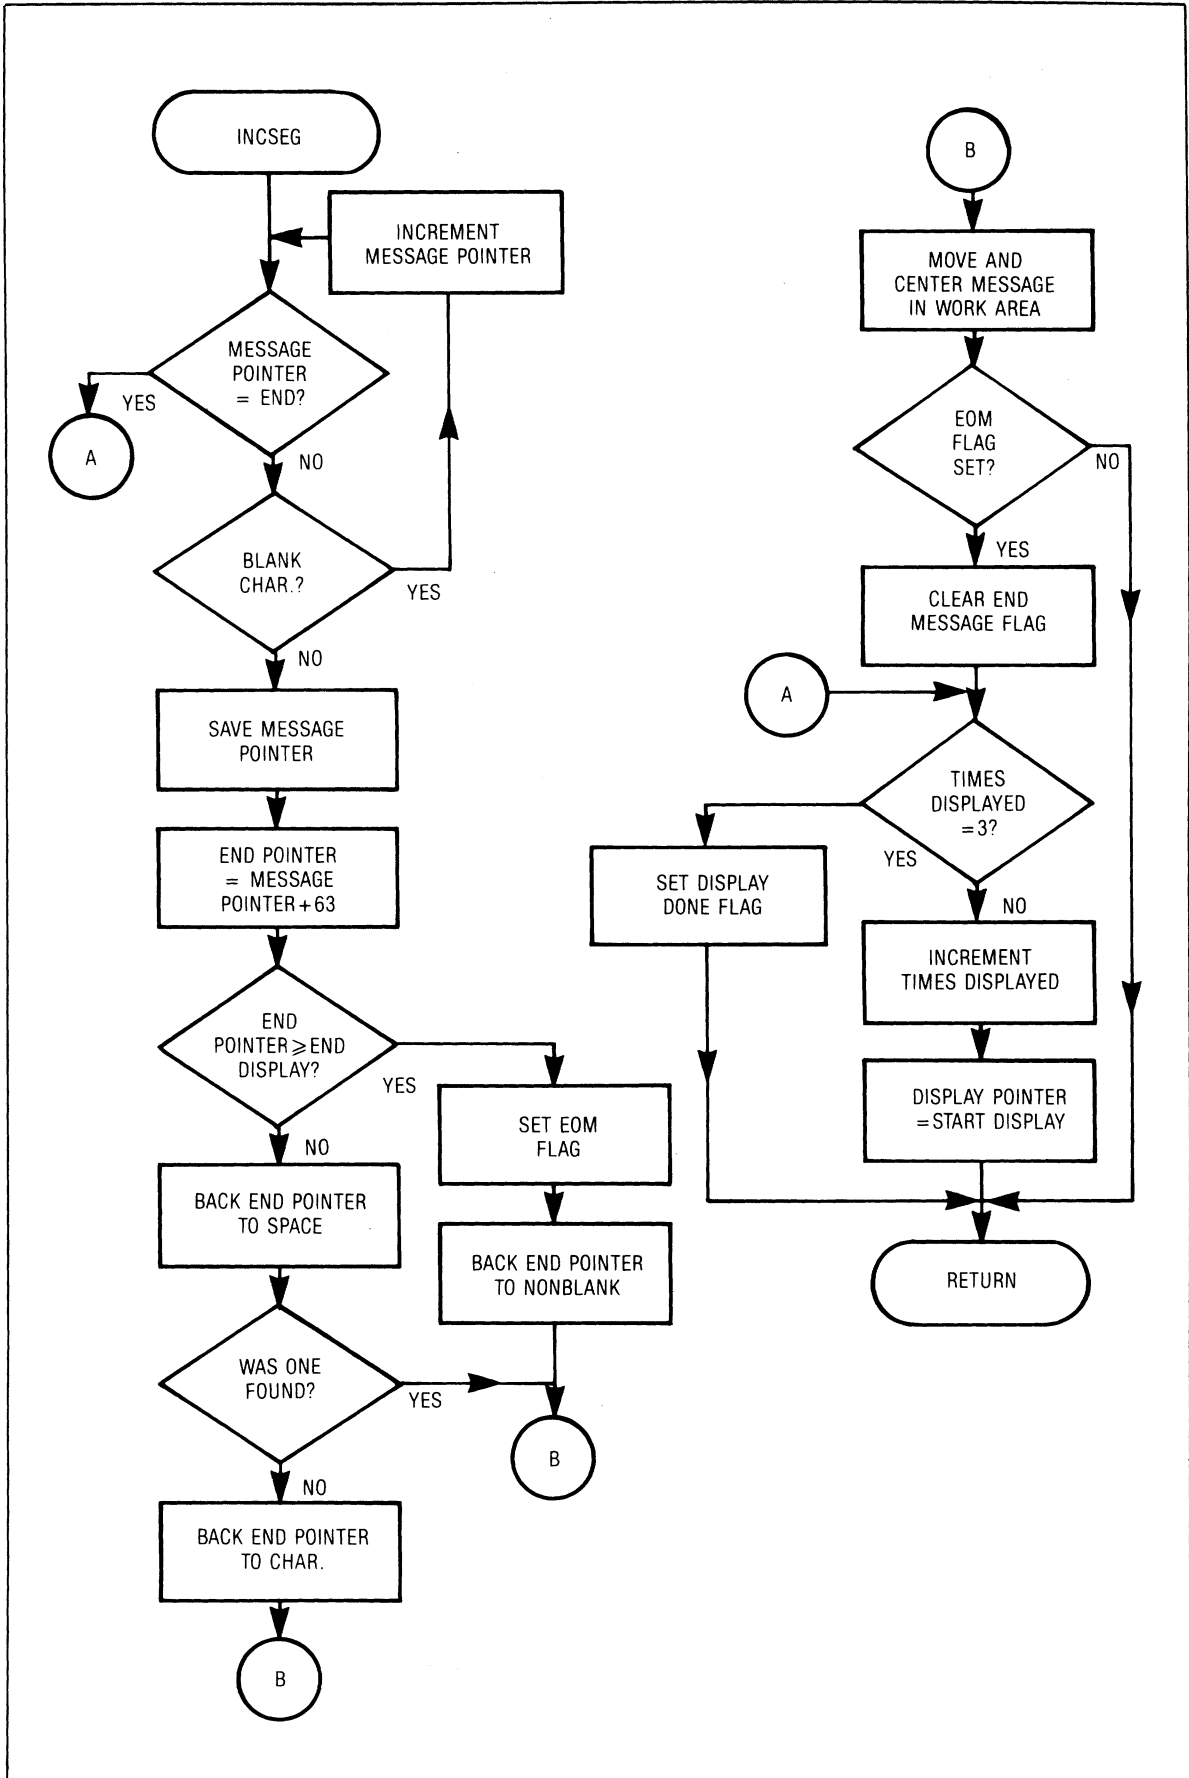 INCSEG
INCREMENT
MESSAGE POINTER
MESSAGE
POINTER
= END?
YES
A
NO
BLANK
CHAR.?
YES
NO
SAVE MESSAGE
POINTER
END POINTER
= MESSAGE
POINTER+63
END
POINTER⩾END
DISPLAY?
YES
SET EOM
FLAG
NO
BACK END POINTER
TO SPACE
BACK END POINTER
TO NONBLANK
WAS ONE
FOUND?
YES
B
NO
BACK END POINTER
TO CHAR.
B
B
MOVE AND
CENTER MESSAGE
IN WORK AREA
EOM
FLAG
SET?
NO
YES
CLEAR END
MESSAGE FLAG
A
TIMES
DISPLAYED
=3?
YES
SET DISPLAY
DONE FLAG
NO
INCREMENT
TIMES DISPLAYED
DISPLAY POINTER
=START DISPLAY
RETURN